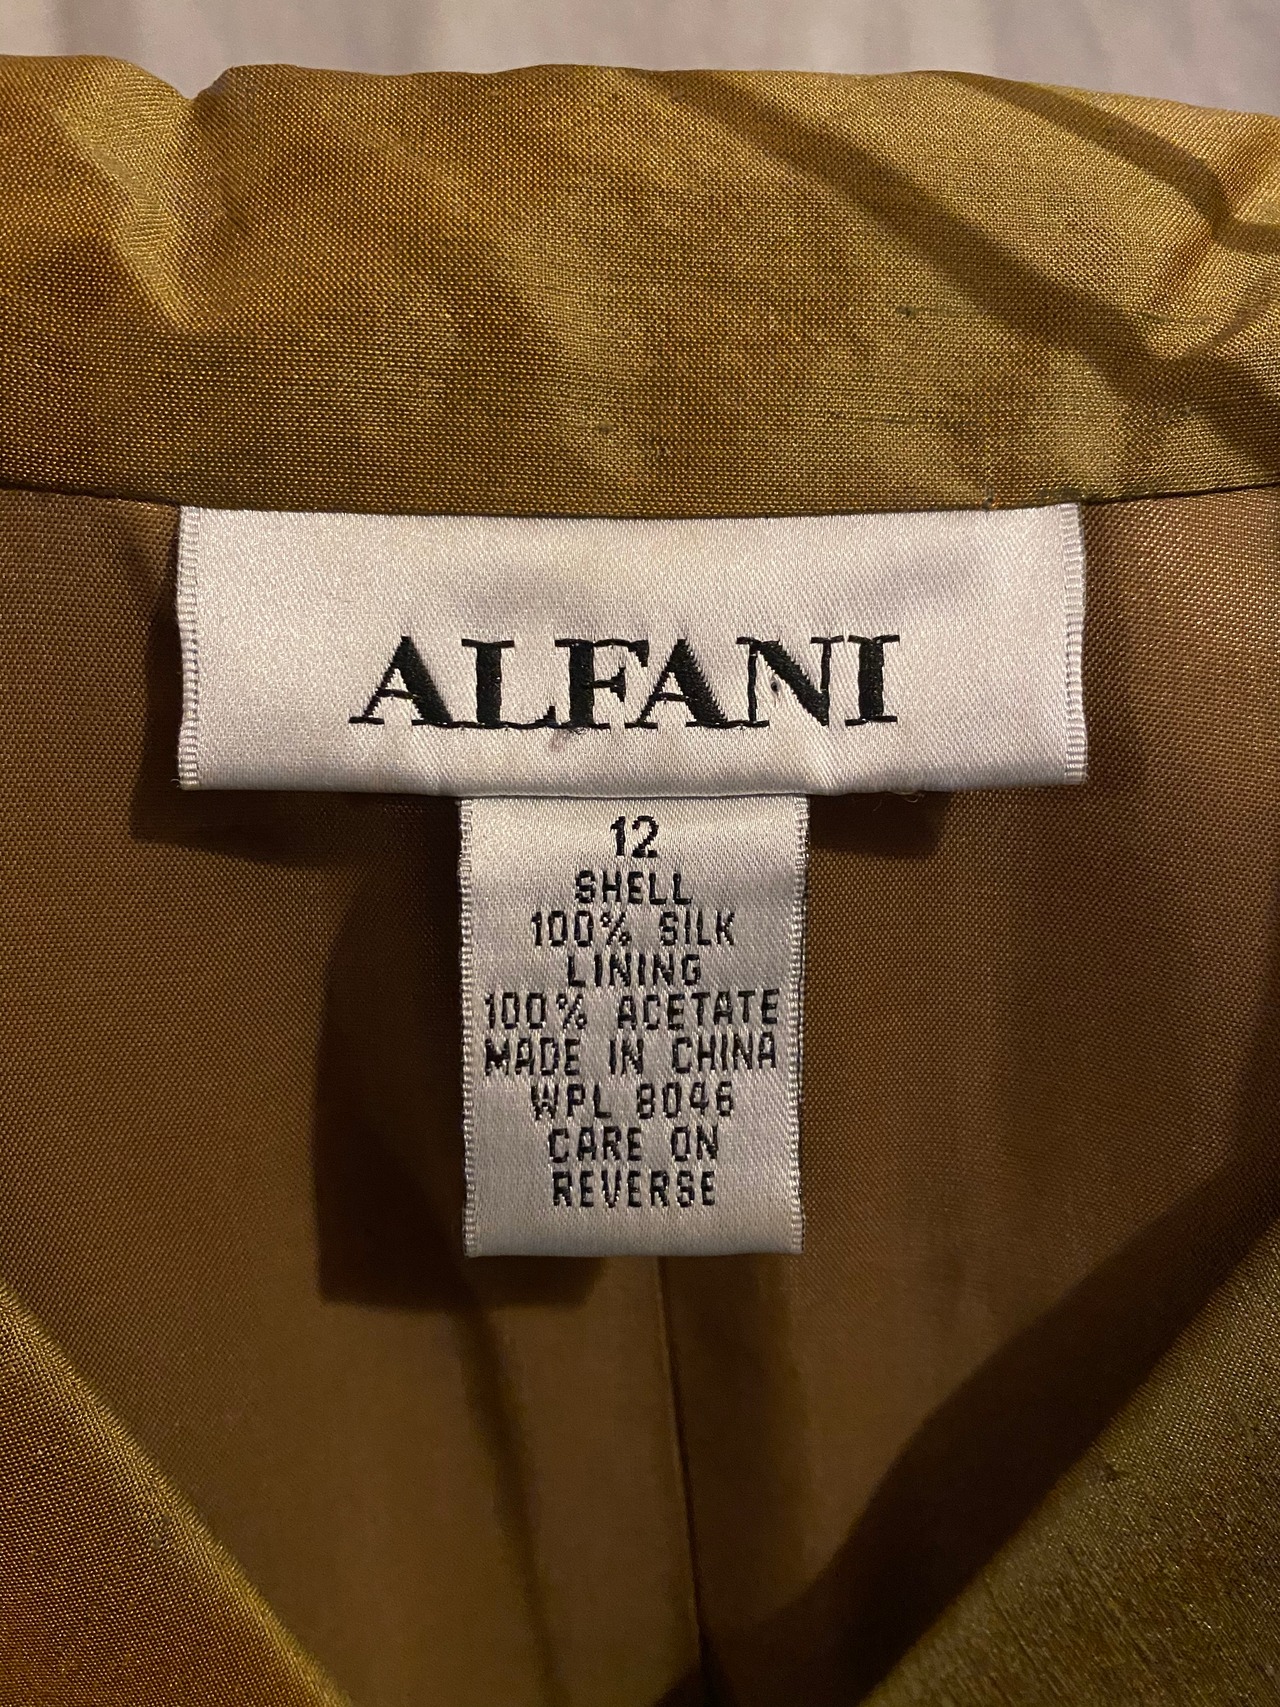 ALFANI
12
SHELL
100% SILK
LINING
100% ACETATE
MADE IN CHINA
WPL 8046
CARE ON
REVERSE